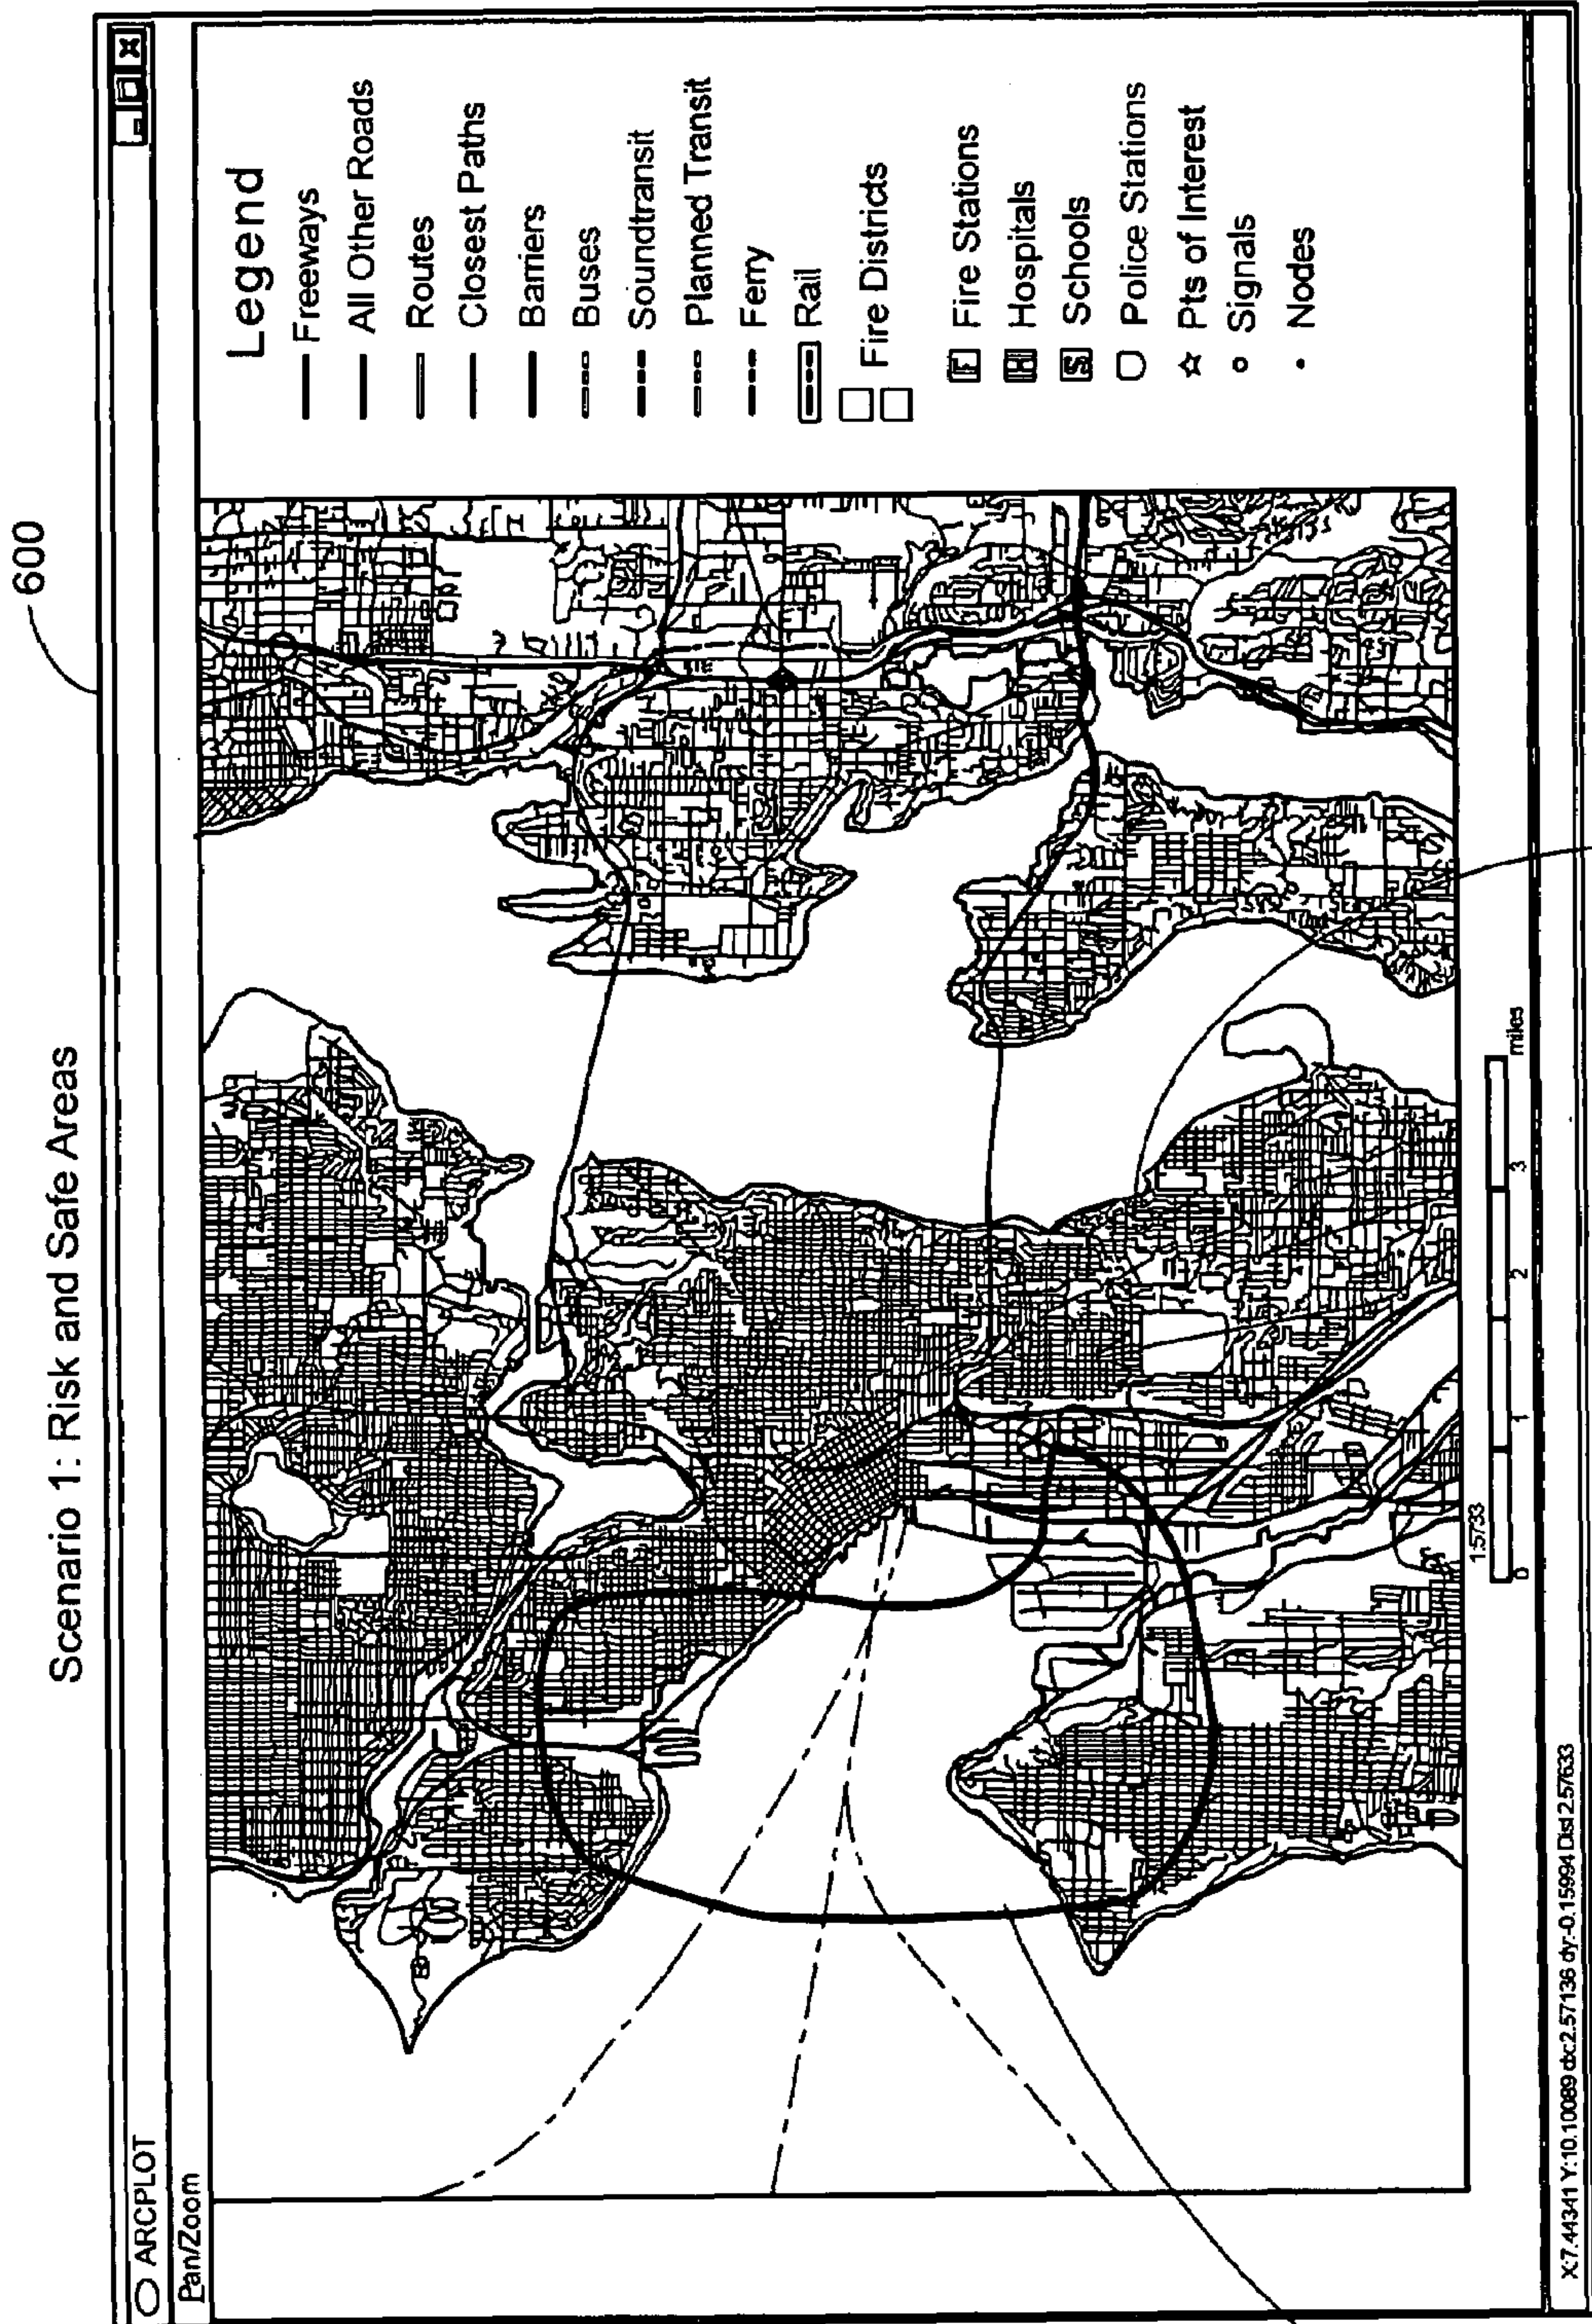 600
Scenario 1: Risk and Safe Areas
ARCPLOT
Pan/Zoom
Legend
Freeways
All Other Roads
Routes
Closest Paths
Barriers
Buses
Soundtransit
Planned Transit
Ferry
Rail
Fire Districts
F Fire Stations
H Hospitals
S Schools
Police Stations
Pts of Interest
Signals
Nodes
1:5733
0 1 2 3 miles
X:7.44341 Y:10.10089 dx:2.57136 dy:-0.15994 Dist:2.57633